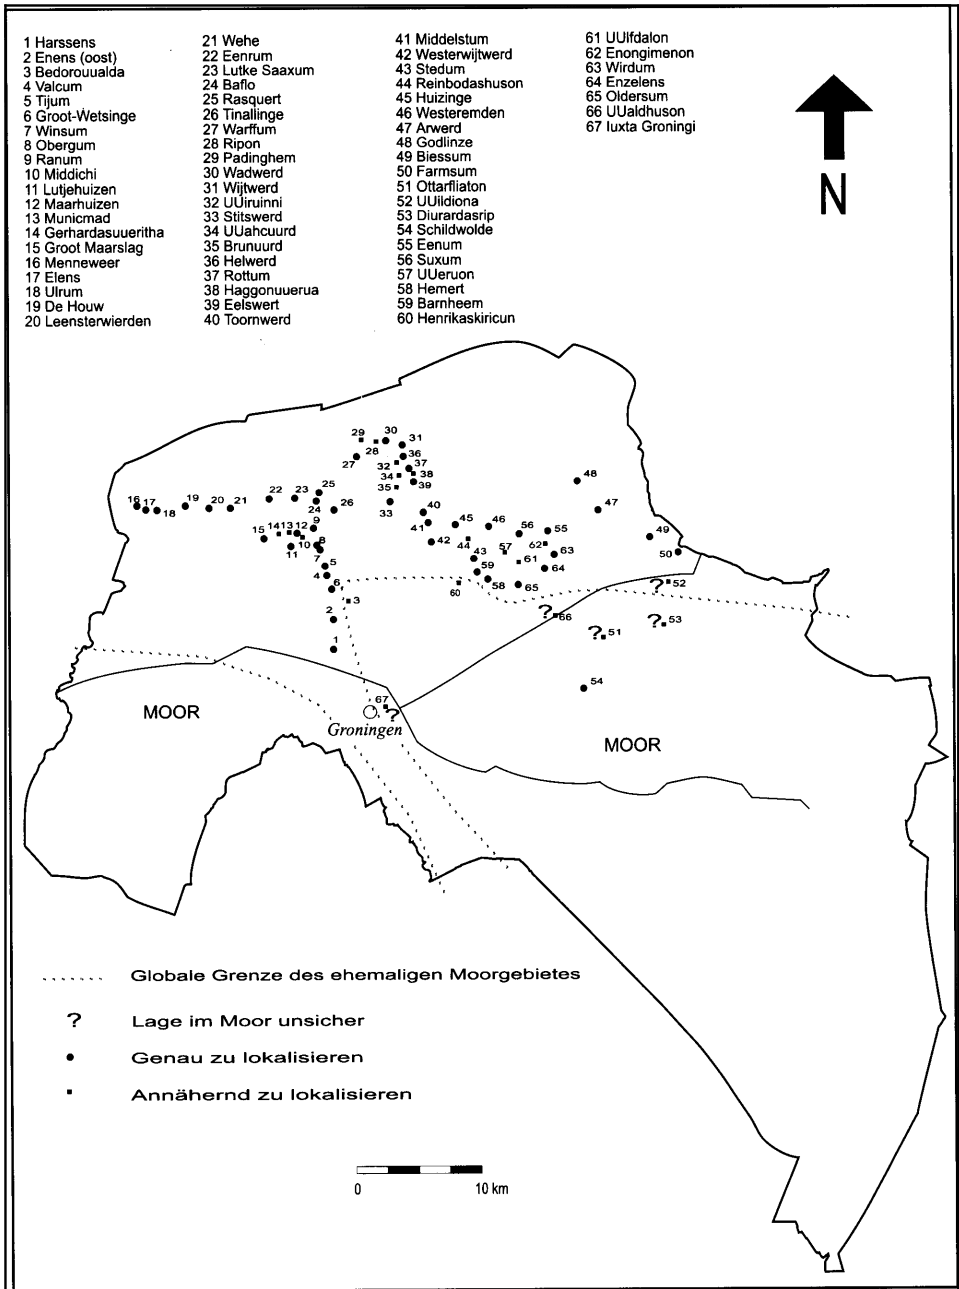 1 Harssens
2 Enens (oost)
3 Bedorouualda
4 Valcum
5 Tijum
6 Groot-Wetsinge
7 Winsum
8 Obergum
9 Ranum
10 Middichi
11 Lutjehuizen
12 Maarhuizen
13 Municmad
14 Gerhardasuueritha
15 Groot Maarslag
16 Menneweer
17 Elens
18 Ulrum
19 De Houw
20 Leensterwierden
21 Wehe
22 Eenrum
23 Lutke Saaxum
24 Baflo
25 Rasquert
26 Tinallinge
27 Warffum
28 Ripon
29 Padinghem
30 Wadwerd
31 Wijtwerd
32 UUiruinni
33 Stitswerd
34 UUahcuurd
35 Brunuurd
36 Helwerd
37 Rottum
38 Haggonuuerua
39 Eelswert
40 Toornwerd
41 Middelstum
42 Westerwijtwerd
43 Stedum
44 Reinbodashuson
45 Huizinge
46 Westeremden
47 Arwerd
48 Godlinze
49 Biessum
50 Farmsum
51 Ottarfliaton
52 UUildiona
53 Diurardasrip
54 Schildwolde
55 Eenum
56 Suxum
57 UUeruon
58 Hemert
59 Barnheem
60 Henrikaskiricun
61 UUlfdalon
62 Enongimenon
63 Wirdum
64 Enzelens
65 Oldersum
66 UUaldhuson
67 Iuxta Groningi
N
29 30 31
28
27 36
32 37
34 38
35 39
33
48
47
16 17 18 19 20 21 22 23 25
24 26
40
41 45 46 56 55
42 44 57 62 49
43 61 63 50
59 64
58 65
60
15 14 13 12 9
11 10 8
7
5
4
6
3
2
1
? 52
? 66
? 51 ? 53
54
67
?
Groningen
MOOR
MOOR
Globale Grenze des ehemaligen Moorgebietes
? Lage im Moor unsicher
Genau zu lokalisieren
Annähernd zu lokalisieren
0 10 km